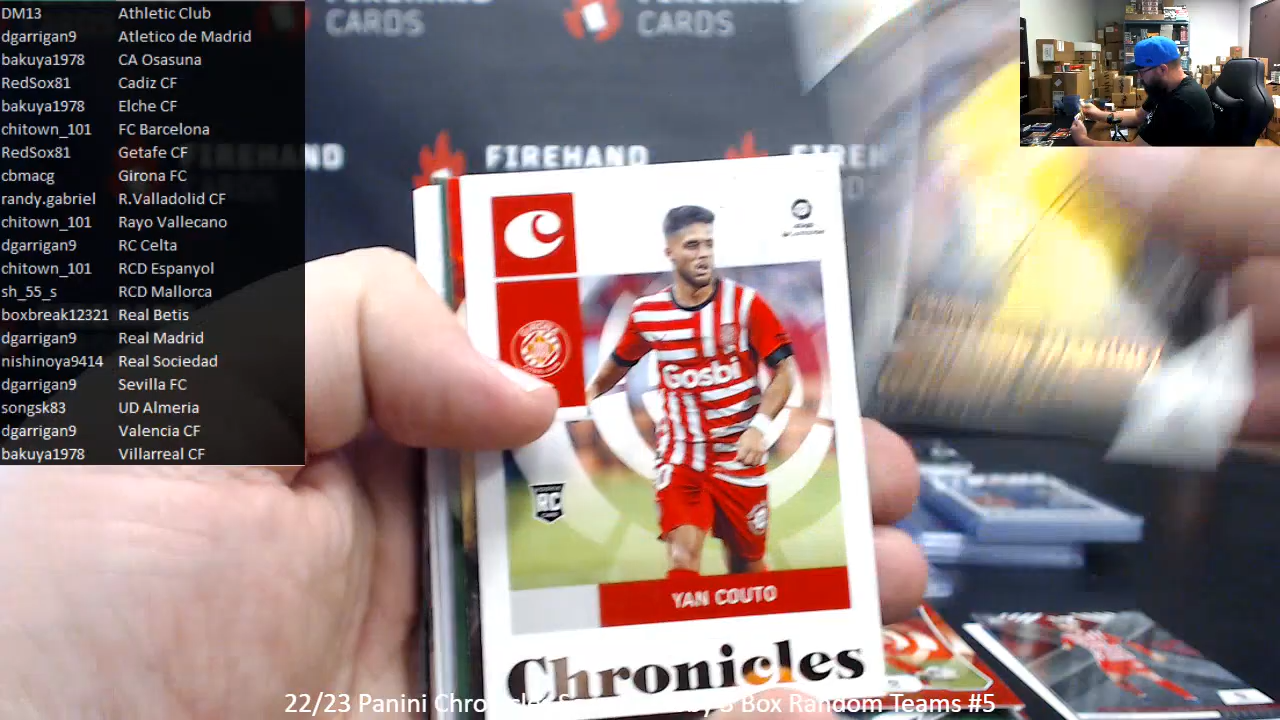 DM13 Athletic Club
dgarrigan9 Atletico de Madrid
bakuya1978 CA Osasuna
RedSox81 Cadiz CF
bakuya1978 Elche CF
chitown_101 FC Barcelona
RedSox81 Getafe CF
cbmacg Girona FC
randy.gabriel R.Valladolid CF
chitown_101 Rayo Vallecano
dgarrigan9 RC Celta
chitown_101 RCD Espanyol
sh_55_s RCD Mallorca
boxbreak12321 Real Betis
dgarrigan9 Real Madrid
nishinoya9414 Real Sociedad
dgarrigan9 Sevilla FC
songsk83 UD Almeria
dgarrigan9 Valencia CF
bakuya1978 Villarreal CF
CARDS
CARDS
FIREHAND
Gosbi
RC
YAN COUTO
Chronicles
22/23 Panini Box Random Teams #5